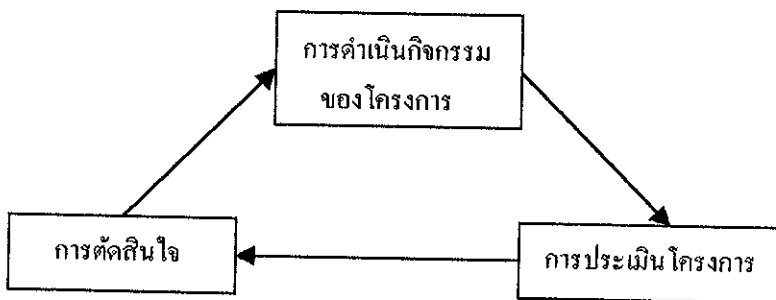 การดำเนินกิจกรรม
ของโครงการ
การตัดสินใจ
การประเมินโครงการ